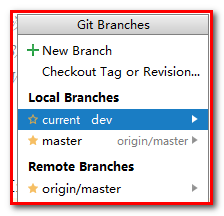 Git Branches
New Branch
Checkout Tag or Revision...
Local Branches
current dev
master origin/master
Remote Branches
origin/master